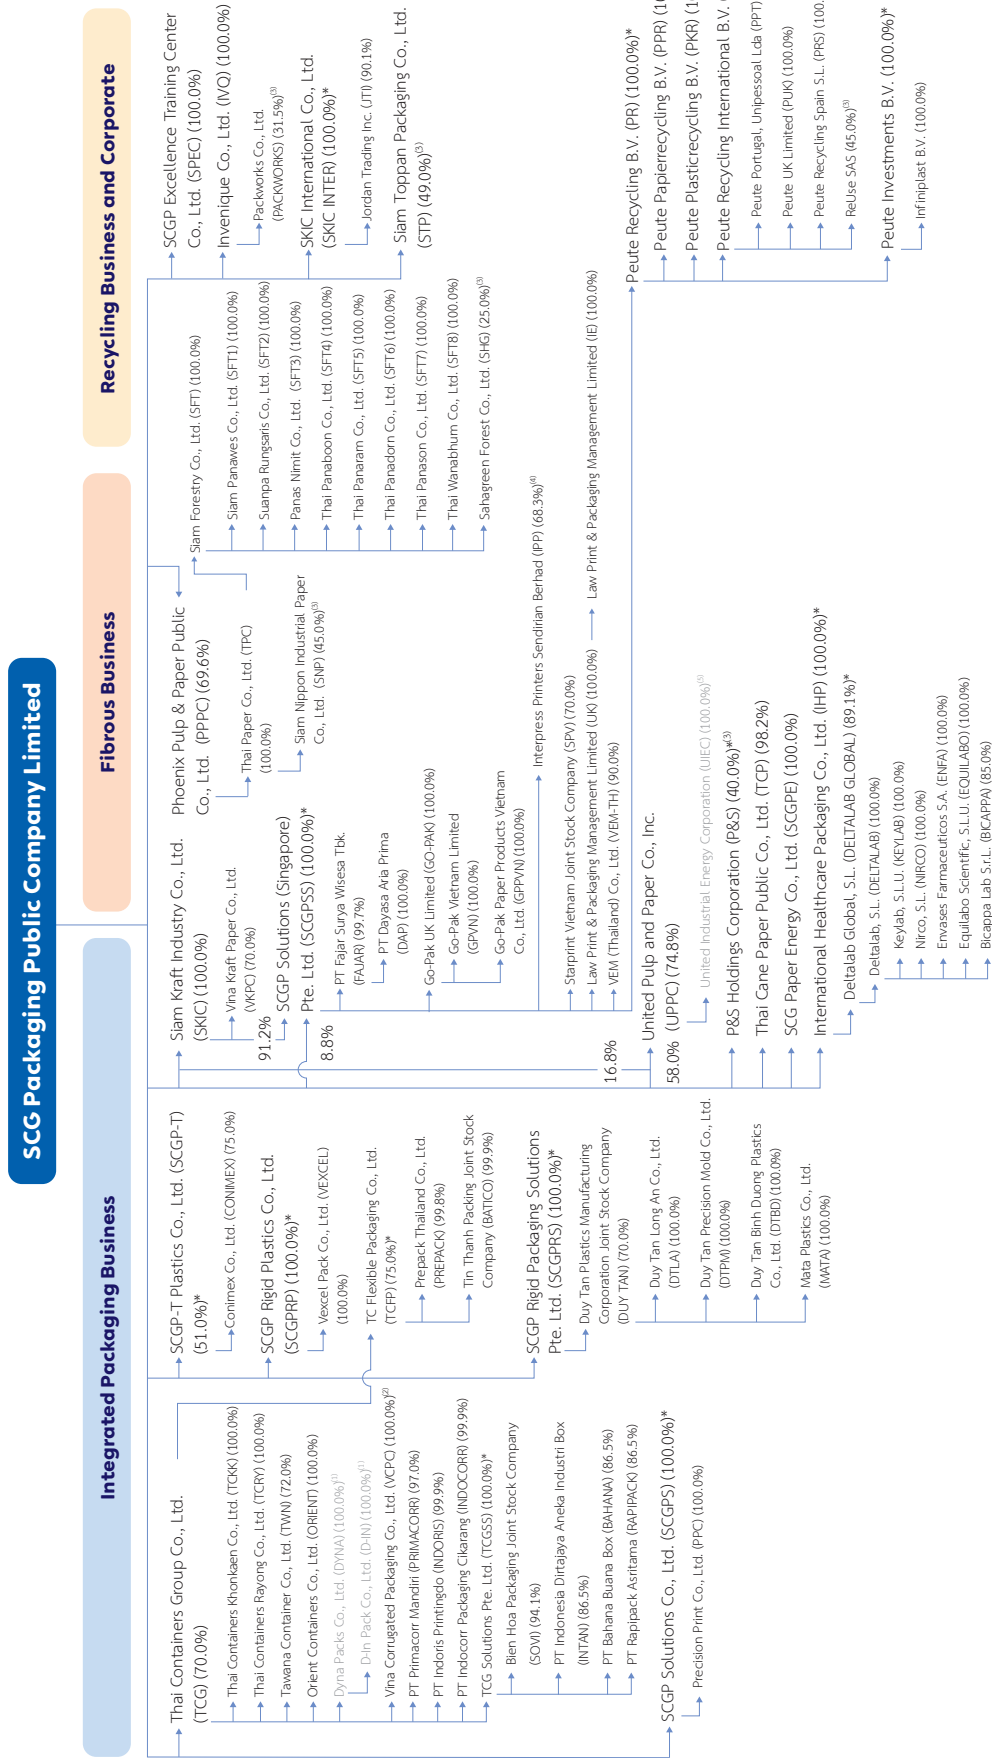 SCG Packaging Public Company Limited
Integrated Packaging Business
Thai Containers Group Co., Ltd.
(TCG) (70.0%)
Thai Containers Khonkaen Co., Ltd. (TCKK) (100.0%)
Thai Containers Rayong Co., Ltd. (TCRY) (100.0%)
Tawana Container Co., Ltd. (TWN) (72.0%)
Orient Containers Co., Ltd. (ORIENT) (100.0%)
Dyna Packs Co., Ltd. (DYNA) (100.0%)(1)
D-In Pack Co., Ltd. (D-IN) (100.0%)(1)
Vina Corrugated Packaging Co., Ltd. (VCPC) (100.0%)(2)
PT Primacorr Mandiri (PRIMACORR) (97.0%)
PT Indoris Printingdo (INDORIS) (99.9%)
PT Indocorr Packaging Cikarang (INDOCORR) (99.9%)
TCG Solutions Pte. Ltd. (TCGSS) (100.0%)*
Bien Hoa Packaging Joint Stock Company
(SOVI) (94.1%)
PT Indonesia Dirtajaya Aneka Industri Box
(INTAN) (86.5%)
PT Bahana Buana Box (BAHANA) (86.5%)
PT Rapipack Asritama (RAPIPACK) (86.5%)
SCGP Solutions Co., Ltd. (SCGPS) (100.0%)*
Precision Print Co., Ltd. (PPC) (100.0%)
SCGP-T Plastics Co., Ltd. (SCGP-T)
(51.0%)*
Conimex Co., Ltd. (CONIMEX) (75.0%)
SCGP Rigid Plastics Co., Ltd.
(SCGPRP) (100.0%)*
Vexcel Pack Co., Ltd. (VEXCEL)
(100.0%)
TC Flexible Packaging Co., Ltd.
(TCFP) (75.0%)*
Prepack Thailand Co., Ltd.
(PREPACK) (99.8%)
Tin Thanh Packing Joint Stock
Company (BATICO) (99.9%)
SCGP Rigid Packaging Solutions
Pte. Ltd. (SCGPRS) (100.0%)*
Duy Tan Plastics Manufacturing
Corporation Joint Stock Company
(DUY TAN) (70.0%)
Duy Tan Long An Co., Ltd.
(DTLA) (100.0%)
Duy Tan Precision Mold Co., Ltd.
(DTPM) (100.0%)
Duy Tan Binh Duong Plastics
Co., Ltd. (DTBD) (100.0%)
Mata Plastics Co., Ltd.
(MATA) (100.0%)
Siam Kraft Industry Co., Ltd.
(SKIC) (100.0%)
Vina Kraft Paper Co., Ltd.
(VKPC) (70.0%)
91.2%
SCGP Solutions (Singapore)
Pte. Ltd. (SCGPSS) (100.0%)*
8.8%
PT Fajar Surya Wisesa Tbk.
(FAJAR) (99.7%)
PT Dayasa Aria Prima
(DAP) (100.0%)
Go-Pak UK Limited (GO-PAK) (100.0%)
Go-Pak Vietnam Limited
(GPVN) (100.0%)
Go-Pak Paper Products Vietnam
Co., Ltd. (GPPVN) (100.0%)
Interpress Printers Sendirian Berhad (IPP) (68.3%)(4)
Starprint Vietnam Joint Stock Company (SPV) (70.0%)
Law Print & Packaging Management Limited (UK) (100.0%)
Law Print & Packaging Management Limited (IE) (100.0%)
VEM (Thailand) Co., Ltd. (VEM-TH) (90.0%)
16.8%
United Pulp and Paper Co., Inc.
58.0% (UPPC) (74.8%)
United Industrial Energy Corporation (UIEC) (100.0%)(5)
P&S Holdings Corporation (P&S) (40.0%)*(3)
Thai Cane Paper Public Co., Ltd. (TCP) (98.2%)
SCG Paper Energy Co., Ltd. (SCGPE) (100.0%)
International Healthcare Packaging Co., Ltd. (IHP) (100.0%)*
Deltalab Global, S.L. (DELTALAB GLOBAL) (89.1%)*
Deltalab, S.L. (DELTALAB) (100.0%)
Keylab, S.L.U. (KEYLAB) (100.0%)
Nirco, S.L. (NIRCO) (100.0%)
Envases Farmaceuticos S.A. (ENFA) (100.0%)
Equilabo Scientific, S.L.U. (EQUILABO) (100.0%)
Bicappa Lab S.r.L. (BICAPPA) (85.0%)
Fibrous Business
Phoenix Pulp & Paper Public
Co., Ltd. (PPPC) (69.6%)
Thai Paper Co., Ltd. (TPC)
(100.0%)
Siam Nippon Industrial Paper
Co., Ltd. (SNP) (45.0%)(3)
Siam Forestry Co., Ltd. (SFT) (100.0%)
Siam Panawes Co., Ltd. (SFT1) (100.0%)
Suanpa Rungsaris Co., Ltd. (SFT2) (100.0%)
Panas Nimit Co., Ltd. (SFT3) (100.0%)
Thai Panaboon Co., Ltd. (SFT4) (100.0%)
Thai Panaram Co., Ltd. (SFT5) (100.0%)
Thai Panadorn Co., Ltd. (SFT6) (100.0%)
Thai Panason Co., Ltd. (SFT7) (100.0%)
Thai Wanabhum Co., Ltd. (SFT8) (100.0%)
Sahagreen Forest Co., Ltd. (SHG) (25.0%)(3)
Recycling Business and Corporate
SCGP Excellence Training Center
Co., Ltd. (SPEC) (100.0%)
Invenique Co., Ltd. (IVQ) (100.0%)
Packworks Co., Ltd.
(PACKWORKS) (31.5%)(3)
SKIC International Co., Ltd.
(SKIC INTER) (100.0%)*
Jordan Trading Inc. (JTI) (90.1%)
Siam Toppan Packaging Co., Ltd.
(STP) (49.0%)(3)
Peute Recycling B.V. (PR) (100.0%)*
Peute Papierrecycling B.V. (PPR)
Peute Plasticrecycling B.V. (PKR)
Peute Recycling International B.V.
Peute Portugal, Unipessoal Lda (PPT)
Peute UK Limited (PUK) (100.0%)
Peute Recycling Spain S.L. (PRS) (100.
ReUse SAS (45.0%)(3)
Peute Investments B.V. (100.0%)*
Infiniplast B.V. (100.0%)